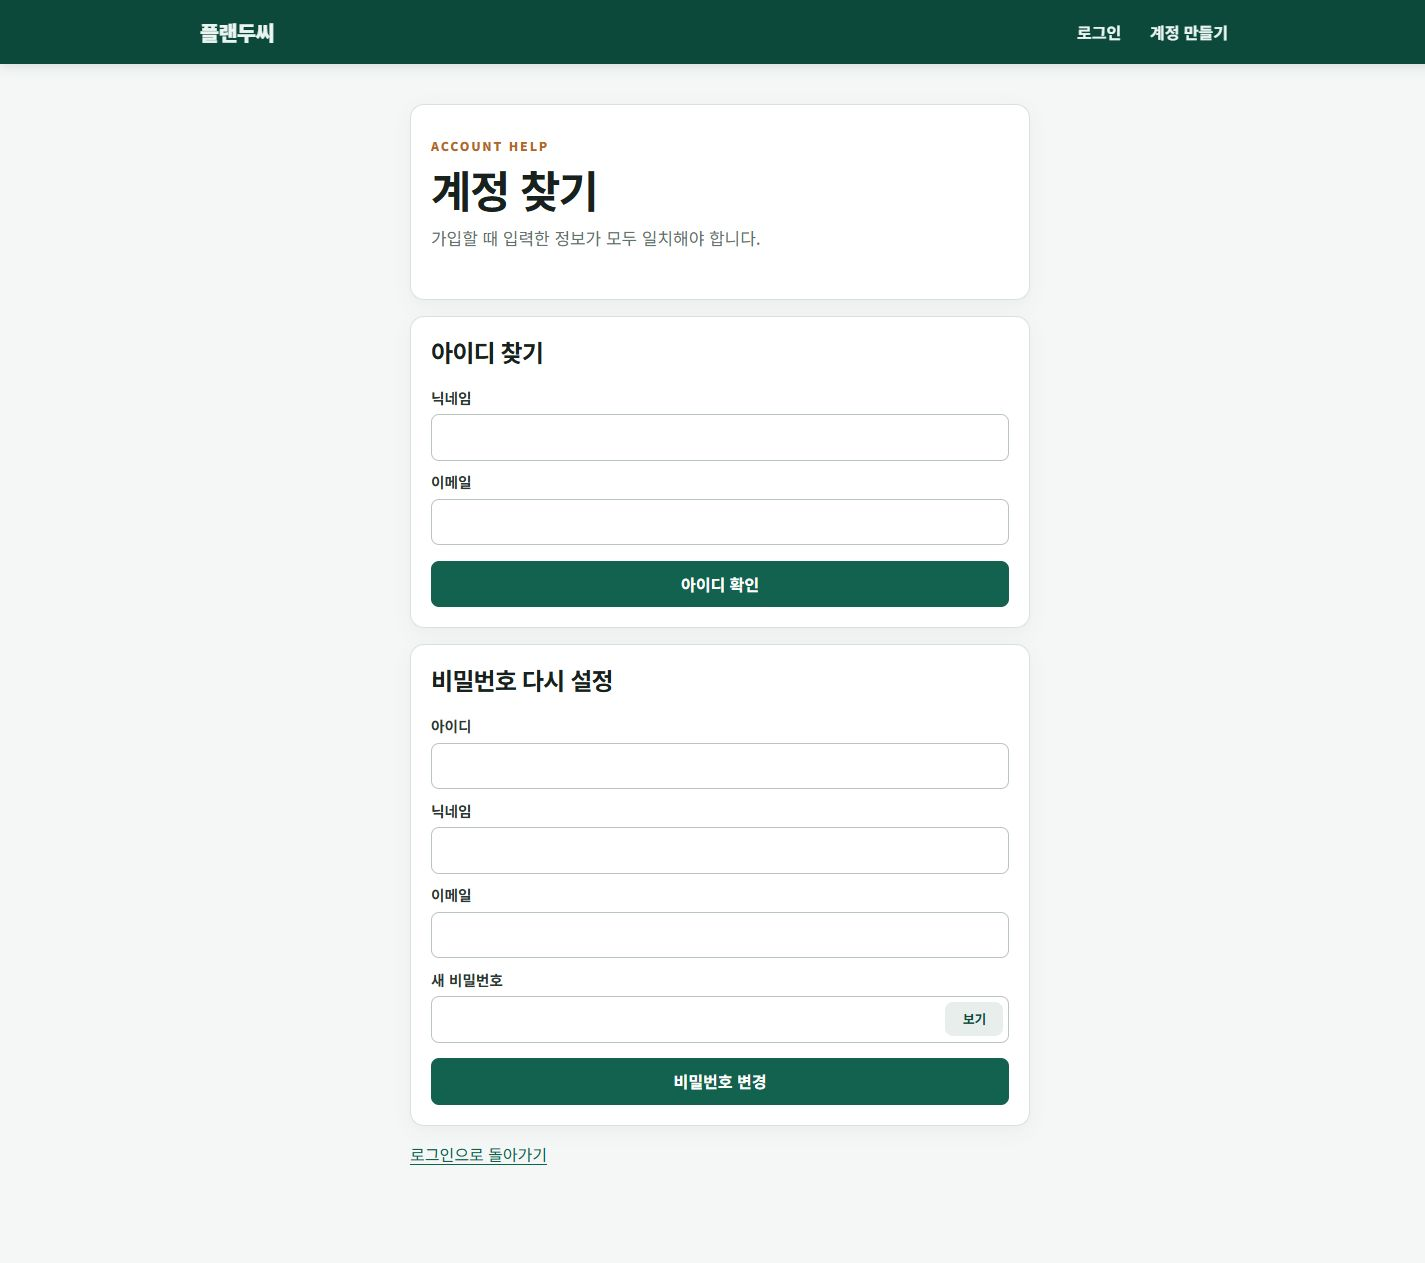 플랜두씨
로그인 계정 만들기
ACCOUNT HELP
계정 찾기
가입할 때 입력한 정보가 모두 일치해야 합니다.
아이디 찾기
닉네임
이메일
아이디 확인
비밀번호 다시 설정
아이디
닉네임
이메일
새 비밀번호
보기
비밀번호 변경
로그인으로 돌아가기